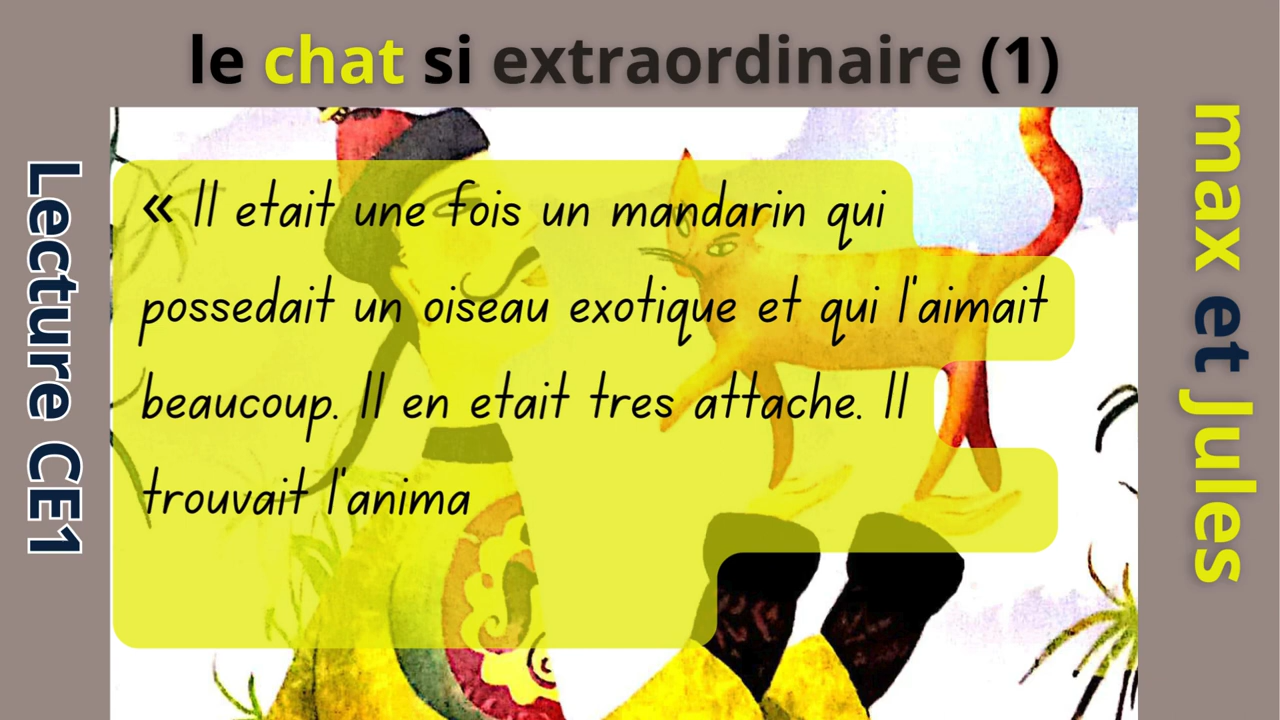 le chat si extraordinaire (1)
Lecture CE1
« Il etait une fois un mandarin qui
possedait un oiseau exotique et qui l'aimait
beaucoup. Il en etait tres attache. Il
trouvait l'anima
max et Jules